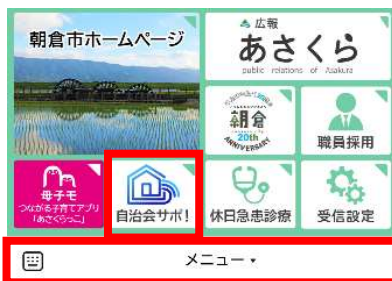 朝倉市ホームページ
広報
あさくら
public relations of Asakura
朝倉
20th
ANNIVERSARY
職員採用
母子モ
つながる子育てアプリ
「あさくらっこ」
自治会サポ!
休日急患診療
受信設定
メニュー